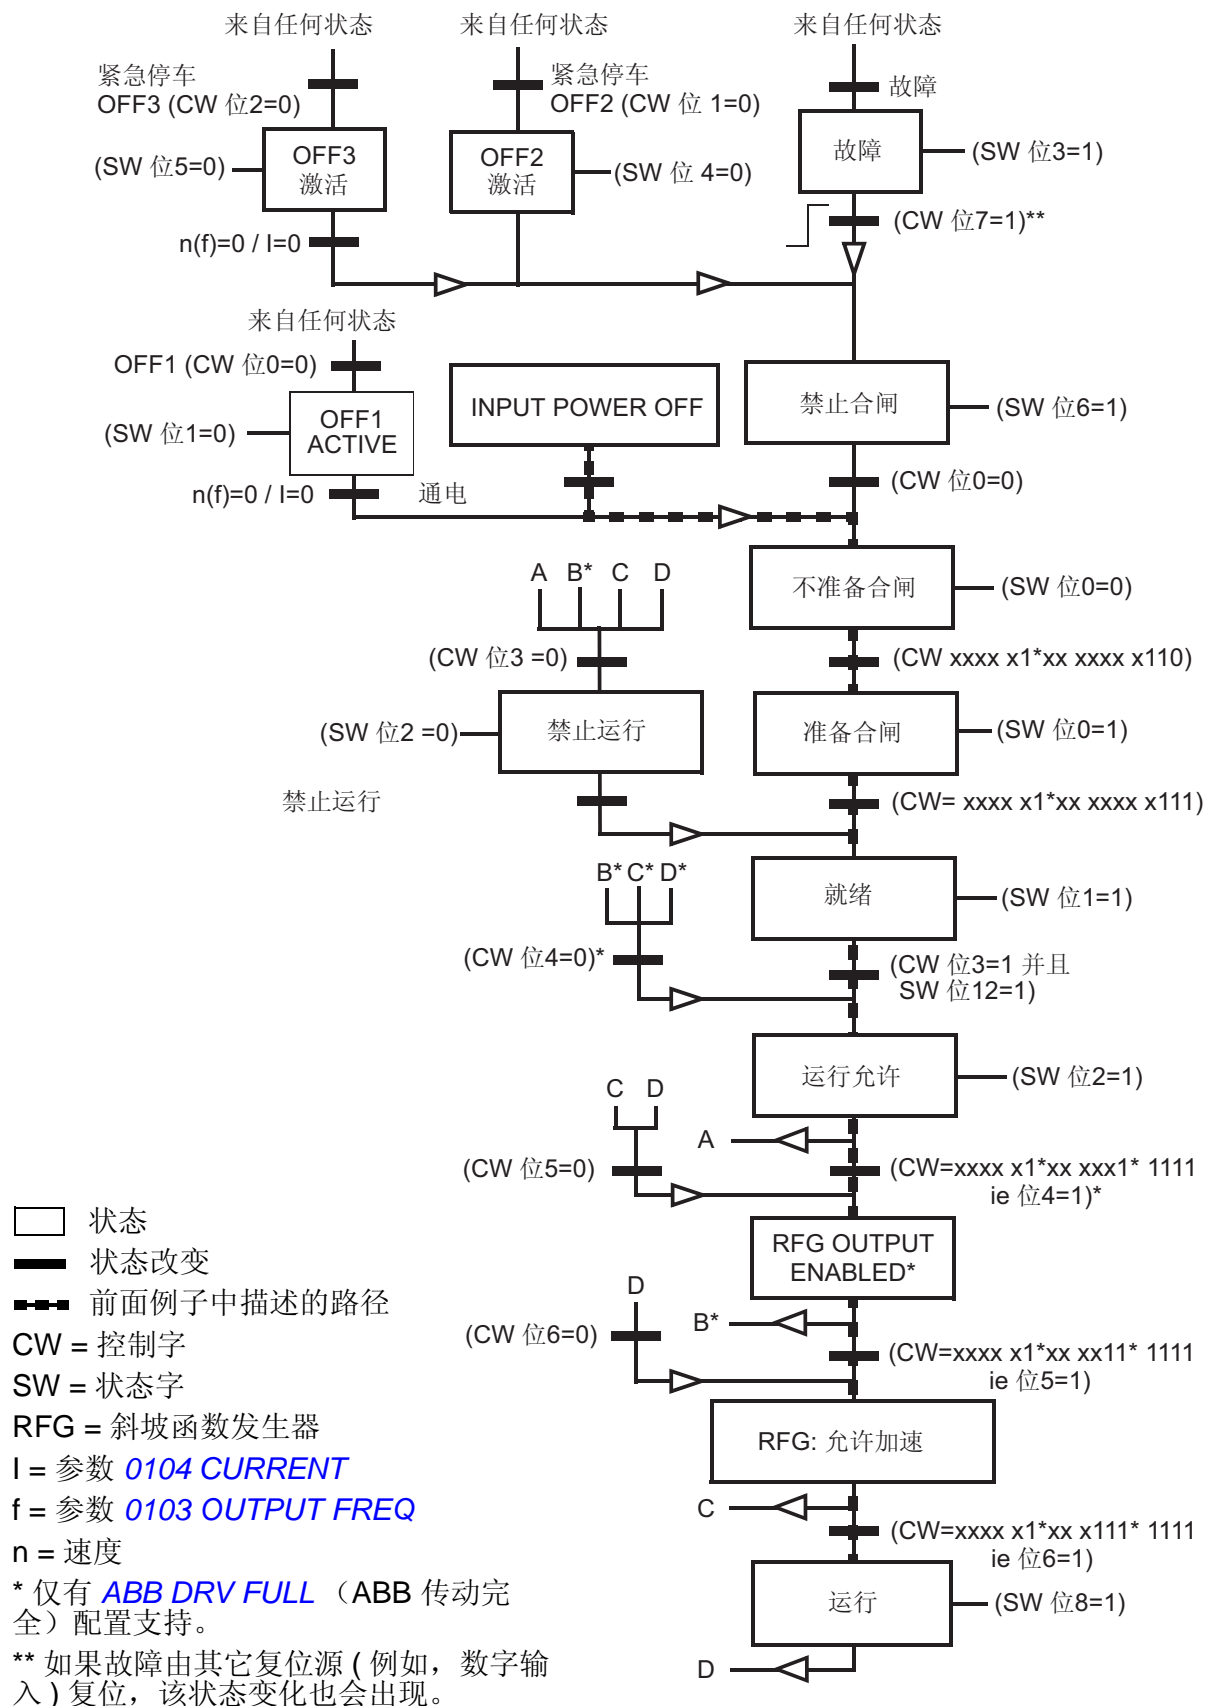 来自任何状态
来自任何状态
来自任何状态
紧急停车
OFF3 (CW 位2=0)
紧急停车
OFF2 (CW 位 1=0)
故障
(SW 位5=0)
OFF3
激活
OFF2
激活
(SW 位 4=0)
故障
(SW 位3=1)
n(f)=0 / I=0
(CW 位7=1)**
来自任何状态
OFF1 (CW 位0=0)
(SW 位1=0)
OFF1
ACTIVE
INPUT POWER OFF
禁止合闸
(SW 位6=1)
n(f)=0 / I=0
通电
(CW 位0=0)
A B* C D
不准备合闸
(SW 位0=0)
(CW 位3 =0)
(CW xxxx x1*xx xxxx x110)
(SW 位2 =0)
禁止运行
准备合闸
(SW 位0=1)
禁止运行
(CW= xxxx x1*xx xxxx x111)
B* C* D*
就绪
(SW 位1=1)
(CW 位4=0)*
(CW 位3=1 并且
SW 位12=1)
运行允许
(SW 位2=1)
C D
A
(CW 位5=0)
(CW=xxxx x1*xx xxx1* 1111
ie 位4=1)*
RFG OUTPUT
ENABLED*
D
B*
(CW 位6=0)
(CW=xxxx x1*xx xx11* 1111
ie 位5=1)
RFG: 允许加速
C
(CW=xxxx x1*xx x111* 1111
ie 位6=1)
运行
(SW 位8=1)
D
状态
状态改变
前面例子中描述的路径
CW = 控制字
SW = 状态字
RFG = 斜坡函数发生器
I = 参数 0104 CURRENT
f = 参数 0103 OUTPUT FREQ
n = 速度
* 仅有 ABB DRV FULL （ABB 传动完
全）配置支持。
** 如果故障由其它复位源 ( 例如，数字输
入 ) 复位，该状态变化也会出现。